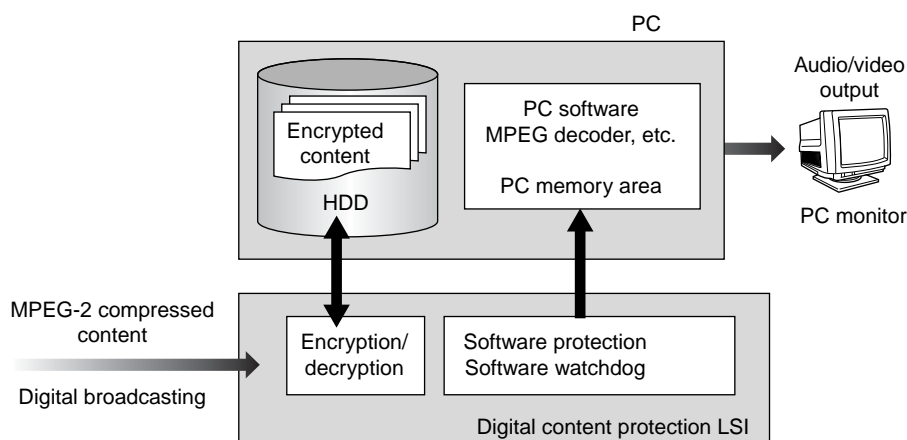 PC
Audio/video
output
PC software
MPEG decoder, etc.
Encrypted
content
PC memory area
HDD
PC monitor
MPEG-2 compressed
content
Encryption/
decryption
Software protection
Software watchdog
Digital broadcasting
Digital content protection LSI